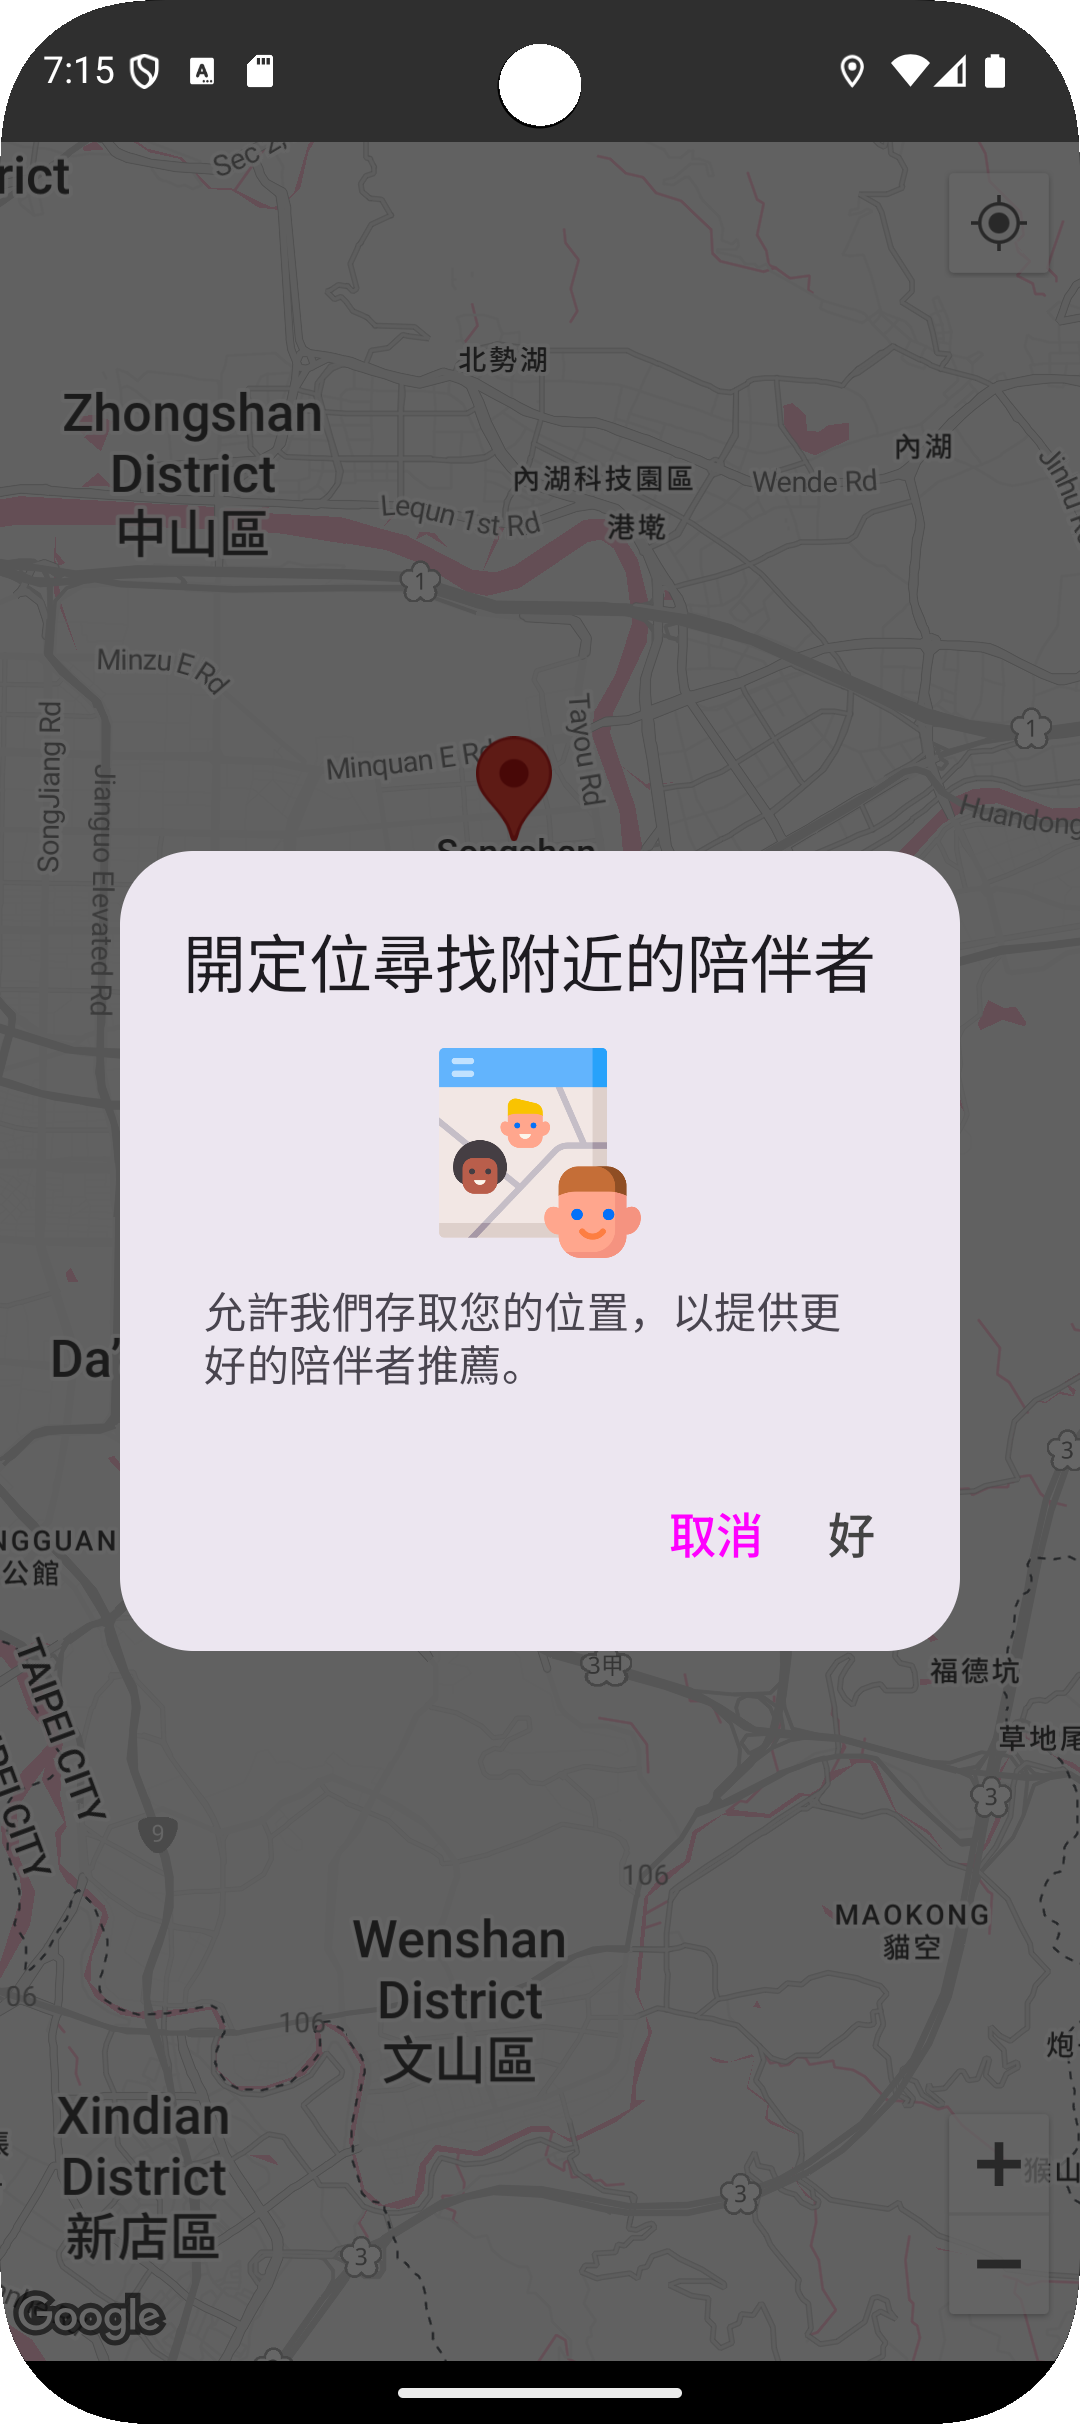 7:15
rict
Sec 2,
北勢湖
Zhongshan
District
中山區
內湖
內湖科技園區
Wende Rd
Jinhu R
Lequn 1st Rd
港墘
1
Minzu E Rd
SongJiang Rd
Jianguo Elevated Rd
Tayou Rd
1
Minquan E Rd
Huandong
Songshan
開定位尋找附近的陪伴者
允許我們存取您的位置，以提供更
好的陪伴者推薦。
取消 好
Da'
3
NGGUAN
公館
TAIPEI CITY
PEI CITY
3甲
福德坑
草地尾
3
9
106
MAOKONG
貓空
Wenshan
District
文山區
06
106
炮
Xindian
District
新店區
猴山
3
3
Google